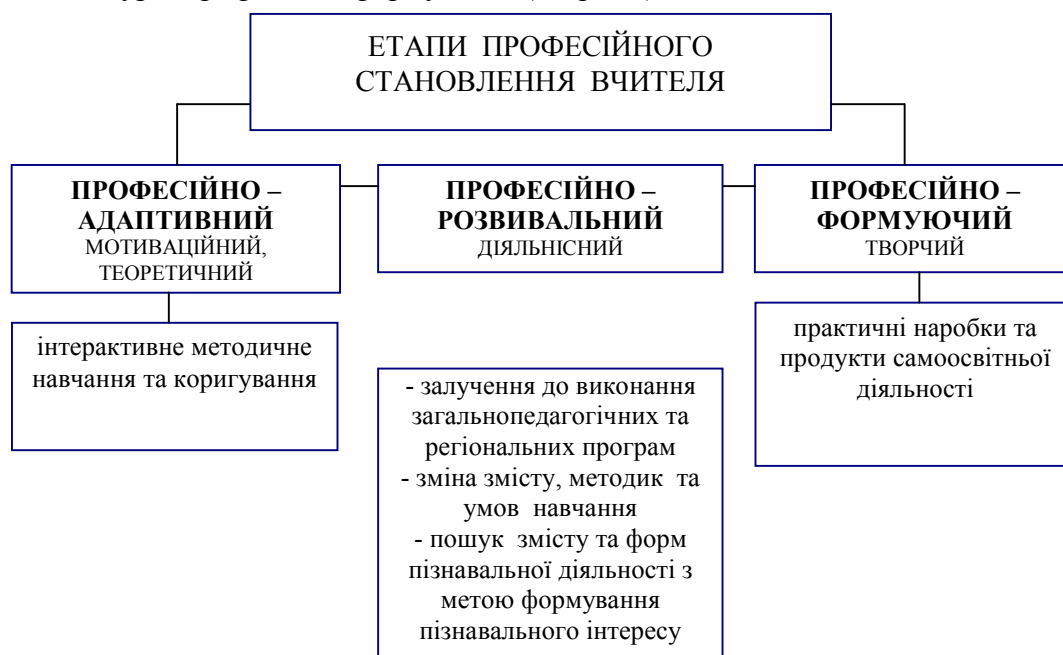 ЕТАПИ ПРОФЕСІЙНОГО
СТАНОВЛЕННЯ ВЧИТЕЛЯ
ПРОФЕСІЙНО –
АДАПТИВНИЙ
МОТИВАЦІЙНИЙ,
ТЕОРЕТИЧНИЙ
ПРОФЕСІЙНО –
РОЗВИВАЛЬНИЙ
ДІЯЛЬНІСНИЙ
ПРОФЕСІЙНО –
ФОРМУЮЧИЙ
ТВОРЧИЙ
інтерактивне методичне
навчання та коригування
- залучення до виконання
загальнопедагогічних та
регіональних програм
- зміна змісту, методик та
умов навчання
- пошук змісту та форм
пізнавальної діяльності з
метою формування
пізнавального інтересу
практичні наробки та
продукти самоосвітньої
діяльності